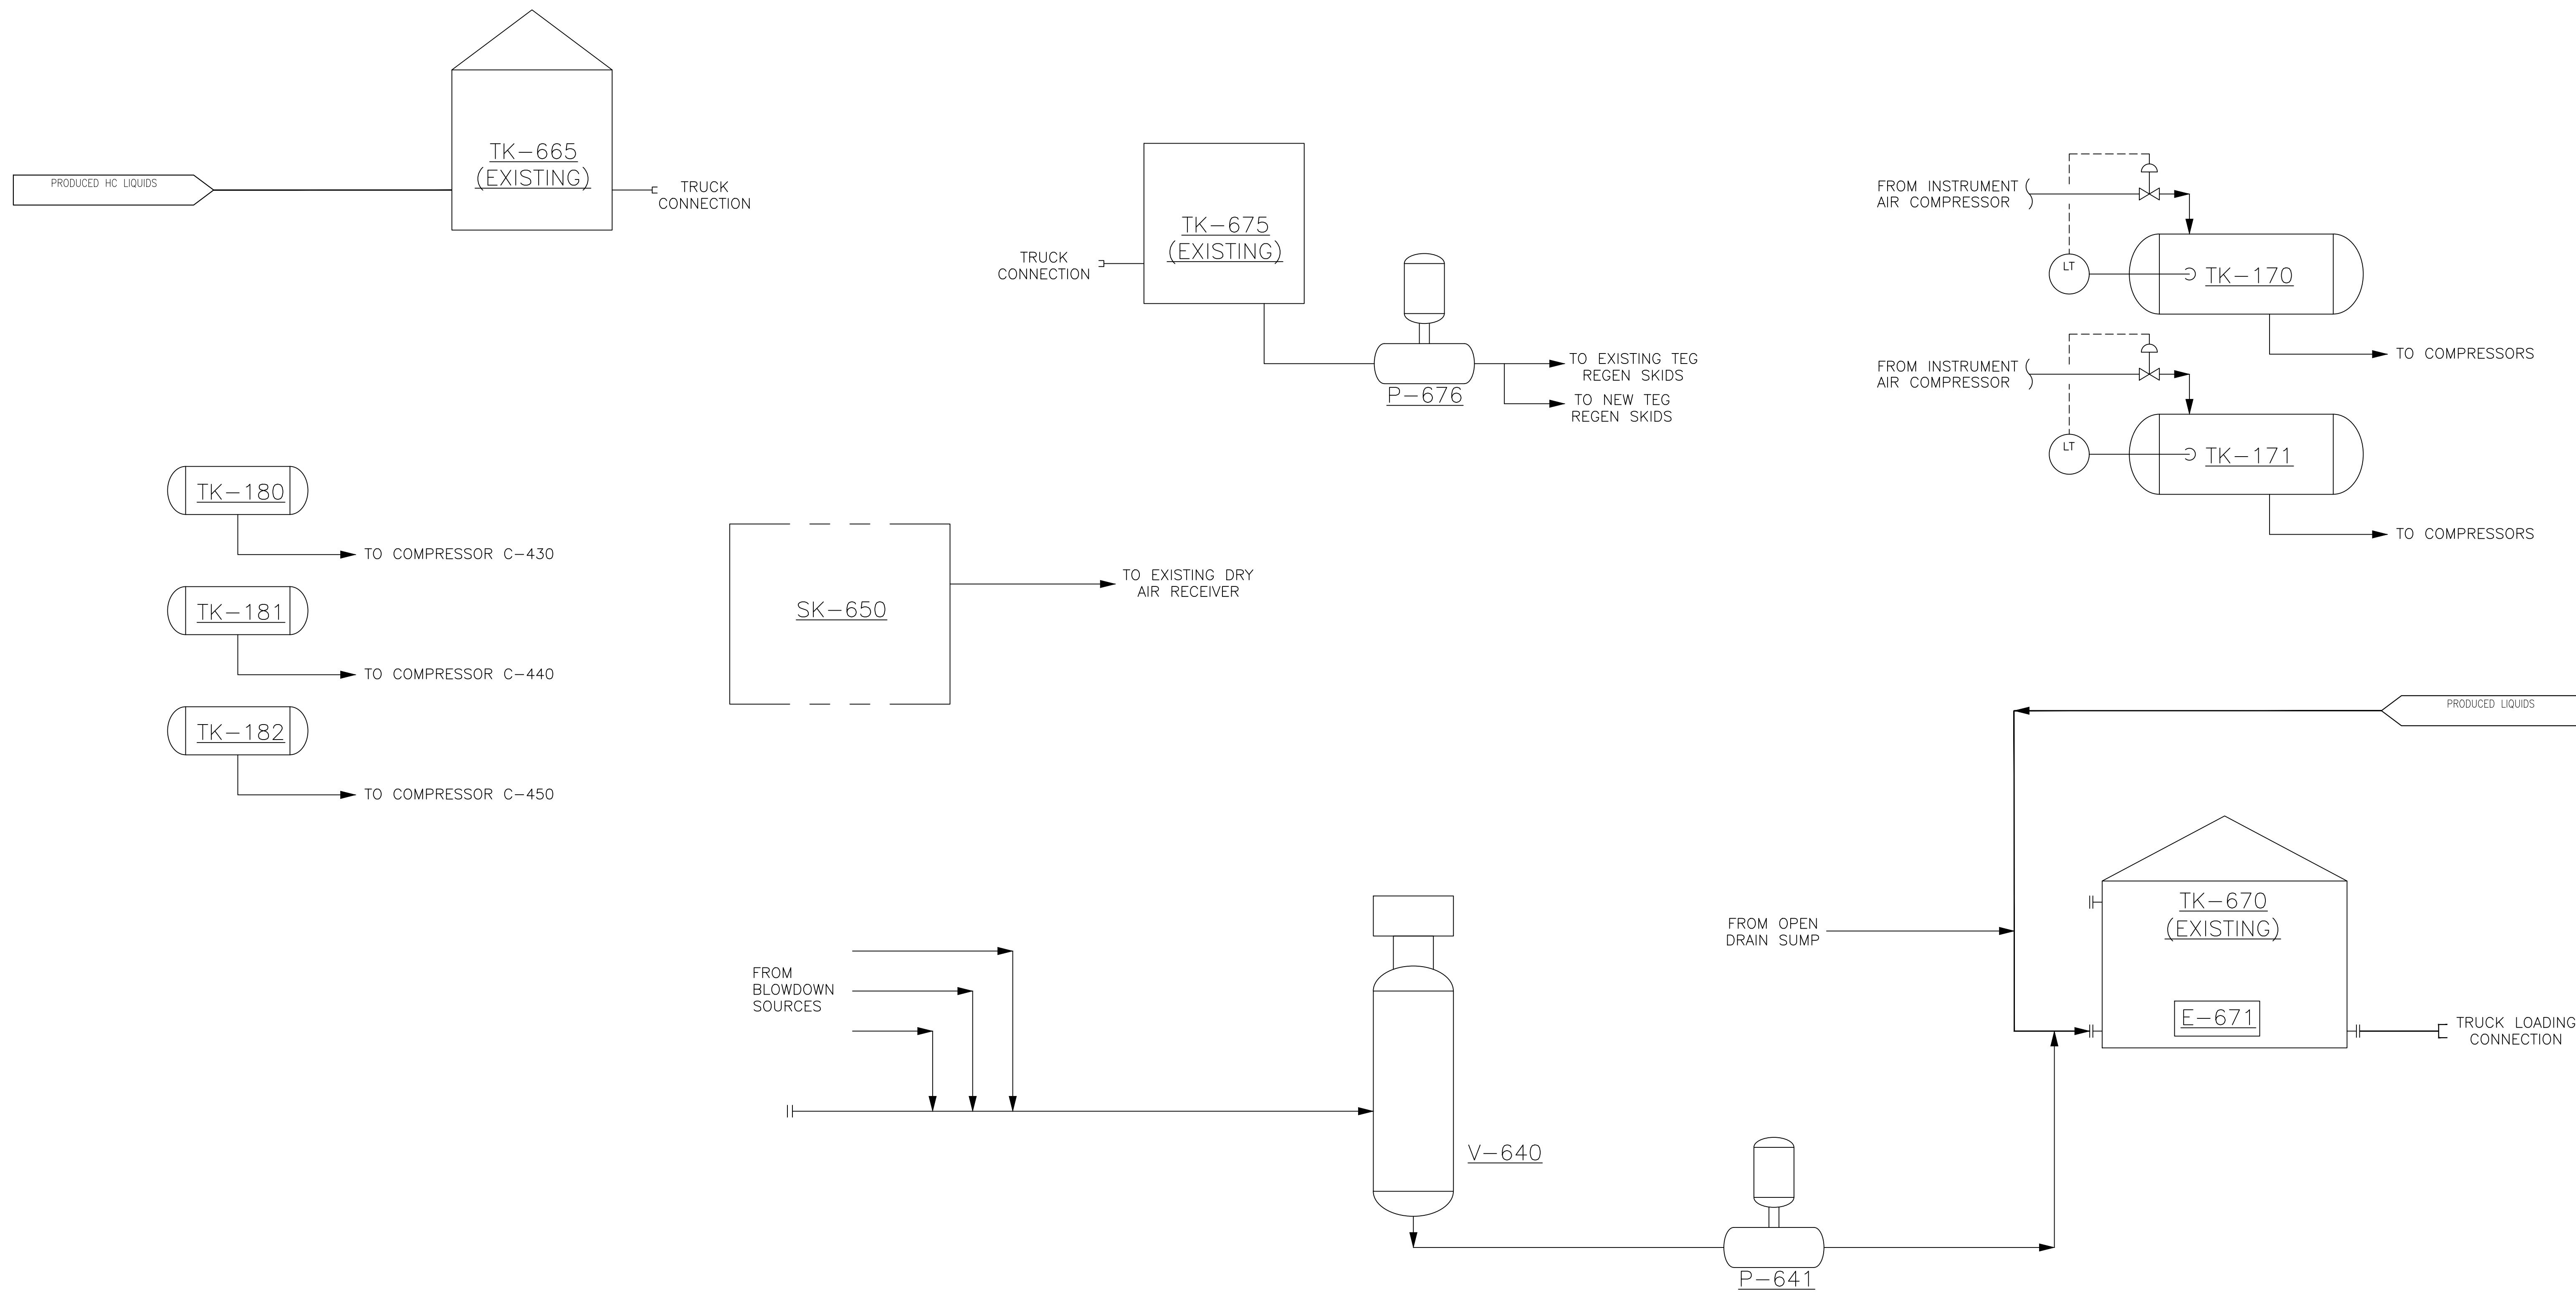 TK-665
(EXISTING)
PRODUCED HC LIQUIDS
TRUCK
CONNECTION
TK-675
(EXISTING)
TRUCK
CONNECTION
P-676
TO EXISTING TEG
REGEN SKIDS
TO NEW TEG
REGEN SKIDS
FROM INSTRUMENT
AIR COMPRESSOR
LT
TK-170
TO COMPRESSORS
FROM INSTRUMENT
AIR COMPRESSOR
LT
TK-171
TO COMPRESSORS
TK-180
TO COMPRESSOR C-430
TK-181
TO COMPRESSOR C-440
TK-182
TO COMPRESSOR C-450
SK-650
TO EXISTING DRY
AIR RECEIVER
PRODUCED LIQUIDS
FROM OPEN
DRAIN SUMP
TK-670
(EXISTING)
E-671
TRUCK LOADING
CONNECTION
FROM
BLOWDOWN
SOURCES
V-640
P-641